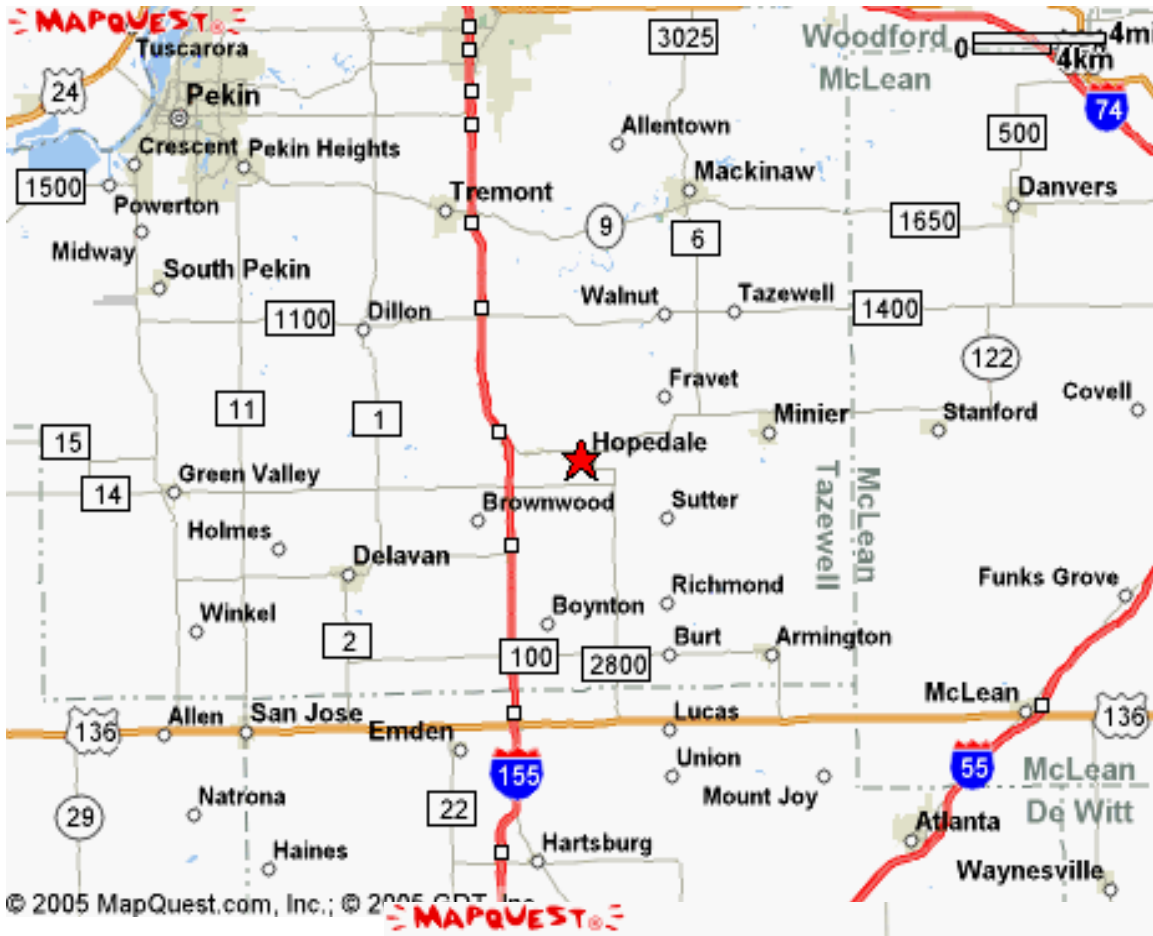 MAPQUEST®
Tuscarora
3025
Woodford
McLean
0
4mi
4km
24
Pekin
74
Allentown
500
Crescent
Pekin Heights
1500
Powerton
Tremont
Mackinaw
Danvers
9
1650
6
Midway
South Pekin
Walnut
Tazewell
1400
1100
Dillon
122
Fravet
Covell
11
1
Minier
Stanford
15
Hopedale
Green Valley
14
Brownwood
Sutter
Tazewell
McLean
Holmes
Delavan
Funks Grove
Richmond
Winkel
Boynton
2
100
2800
Burt
Armington
McLean
136
Allen
San Jose
Emden
Lucas
136
155
Union
55
McLean
Mount Joy
De Witt
Natrona
29
22
Atlanta
Haines
Hartsburg
Waynesville
© 2005 MapQuest.com, Inc.; © 2005 GDT, Inc.
MAPQUEST®